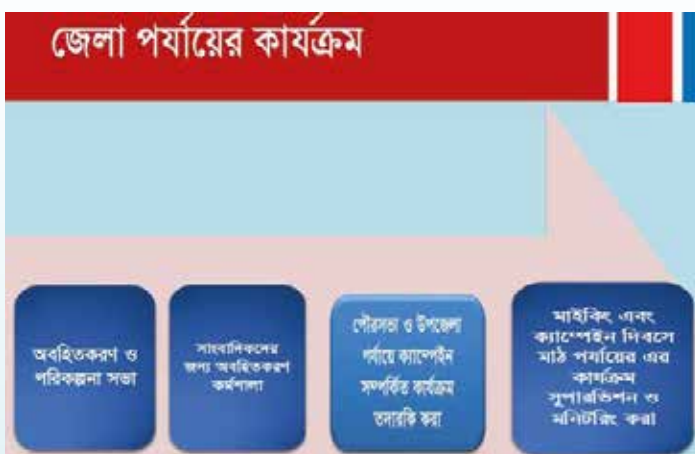 জেলা পর্যায়ের কার্যক্রম
অবহিতকরণ ও
পরিকল্পনা সভা
সাংবাদিকদের
জন্য অবহিতকরণ
কর্মশালা
পৌরসভা ও উপজেলা
পর্যায়ে ক্যাম্পেইন
সম্পর্কিত কার্যক্রম
তদারকি করা
মাইকিং এবং
ক্যাম্পেইন দিবসে
মাঠ পর্যায়ের এর
কার্যক্রম
সুপারভিশন ও
মনিটরিং করা